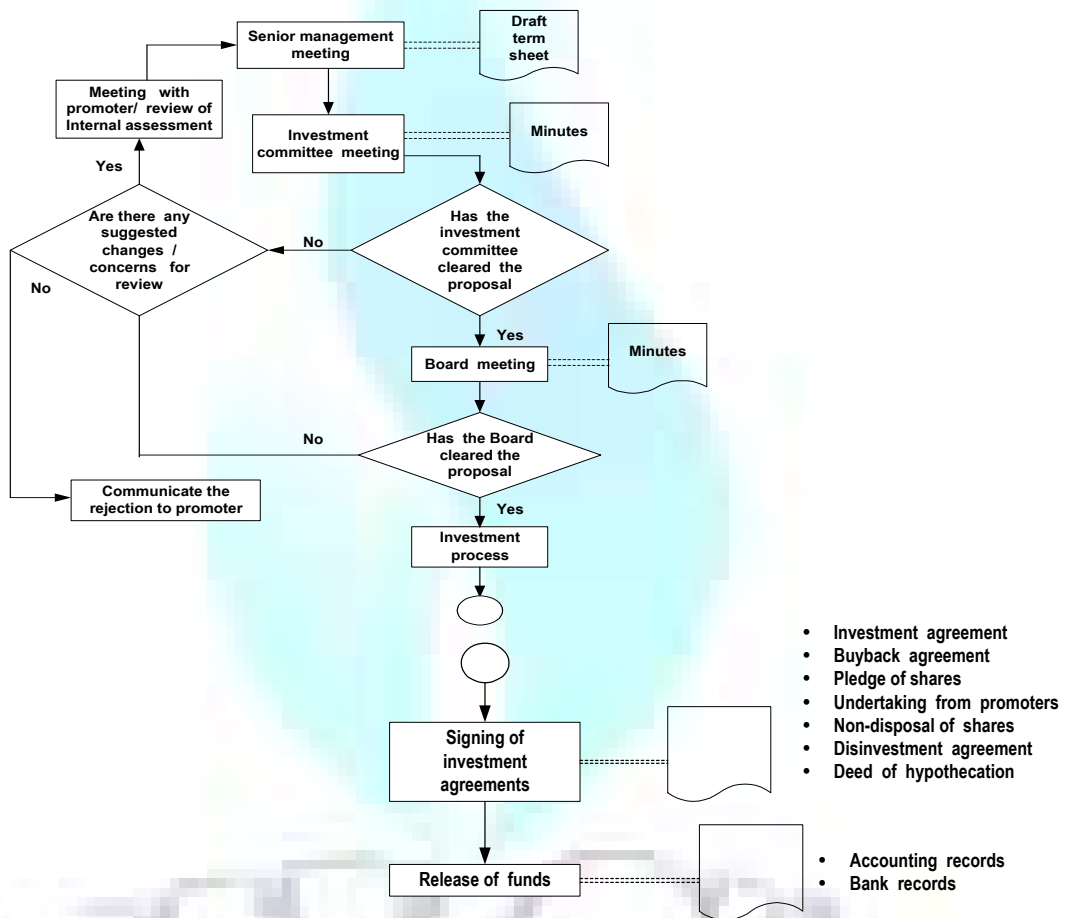 Senior management
meeting
Draft
term
sheet
Meeting with
promoter/ review of
Internal assessment
Investment
committee meeting
Minutes
Yes
Are there any
suggested
changes /
concerns for
review
No
Has the
investment
committee
cleared the
proposal
No
Yes
Board meeting
Minutes
No
Has the Board
cleared the
proposal
Communicate the
rejection to promoter
Yes
Investment
process
• Investment agreement
• Buyback agreement
• Pledge of shares
• Undertaking from promoters
• Non-disposal of shares
• Disinvestment agreement
• Deed of hypothecation
Signing of
investment
agreements
Release of funds
• Accounting records
• Bank records